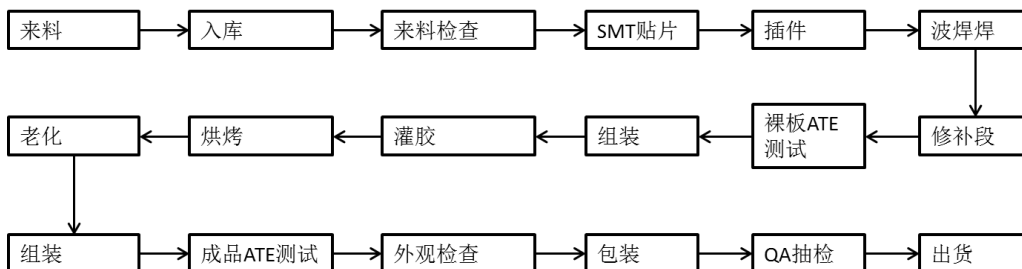 来料
入库
来料检查
SMT贴片
插件
波焊焊
修补段
裸板ATE
测试
组装
灌胶
烘烤
老化
组装
成品ATE测试
外观检查
包装
QA抽检
出货